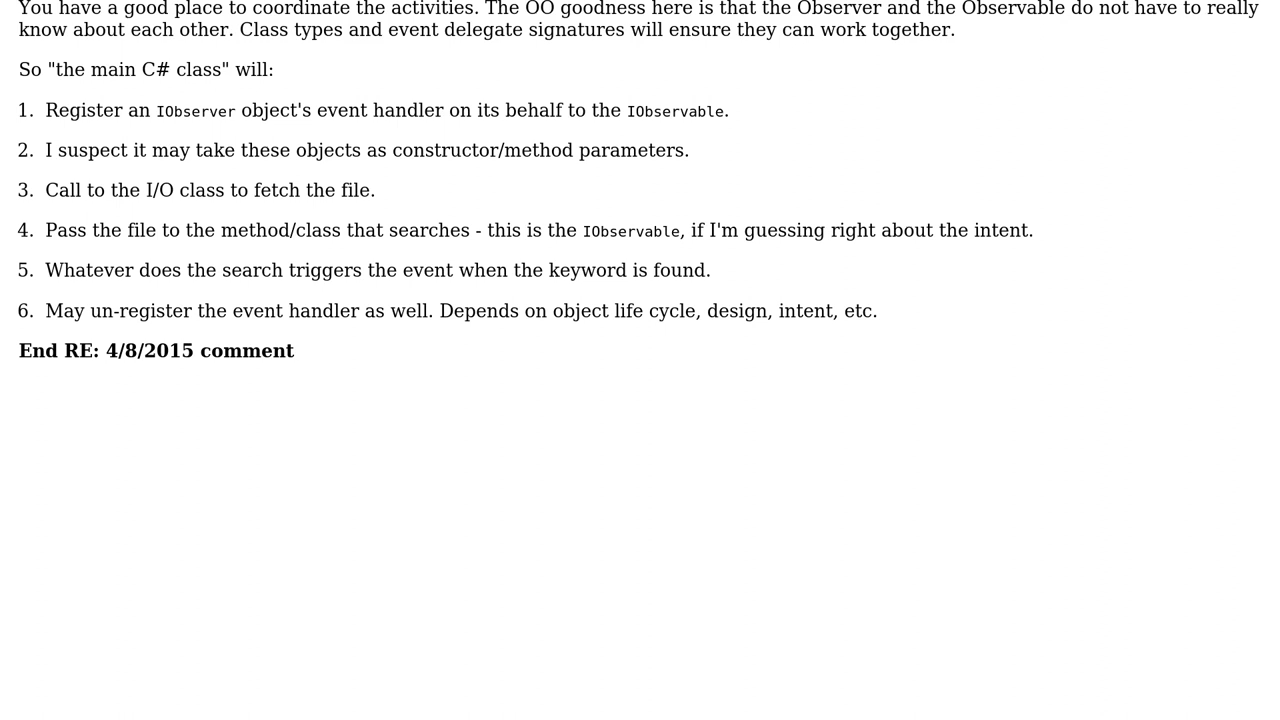 You have a good place to coordinate the activities. The OO goodness here is that the Observer and the Observable do not have to really
know about each other. Class types and event delegate signatures will ensure they can work together.
So "the main C# class" will:
1. Register an IObserver object's event handler on its behalf to the IObservable.
2. I suspect it may take these objects as constructor/method parameters.
3. Call to the I/O class to fetch the file.
4. Pass the file to the method/class that searches - this is the IObservable, if I'm guessing right about the intent.
5. Whatever does the search triggers the event when the keyword is found.
6. May un-register the event handler as well. Depends on object life cycle, design, intent, etc.
End RE: 4/8/2015 comment